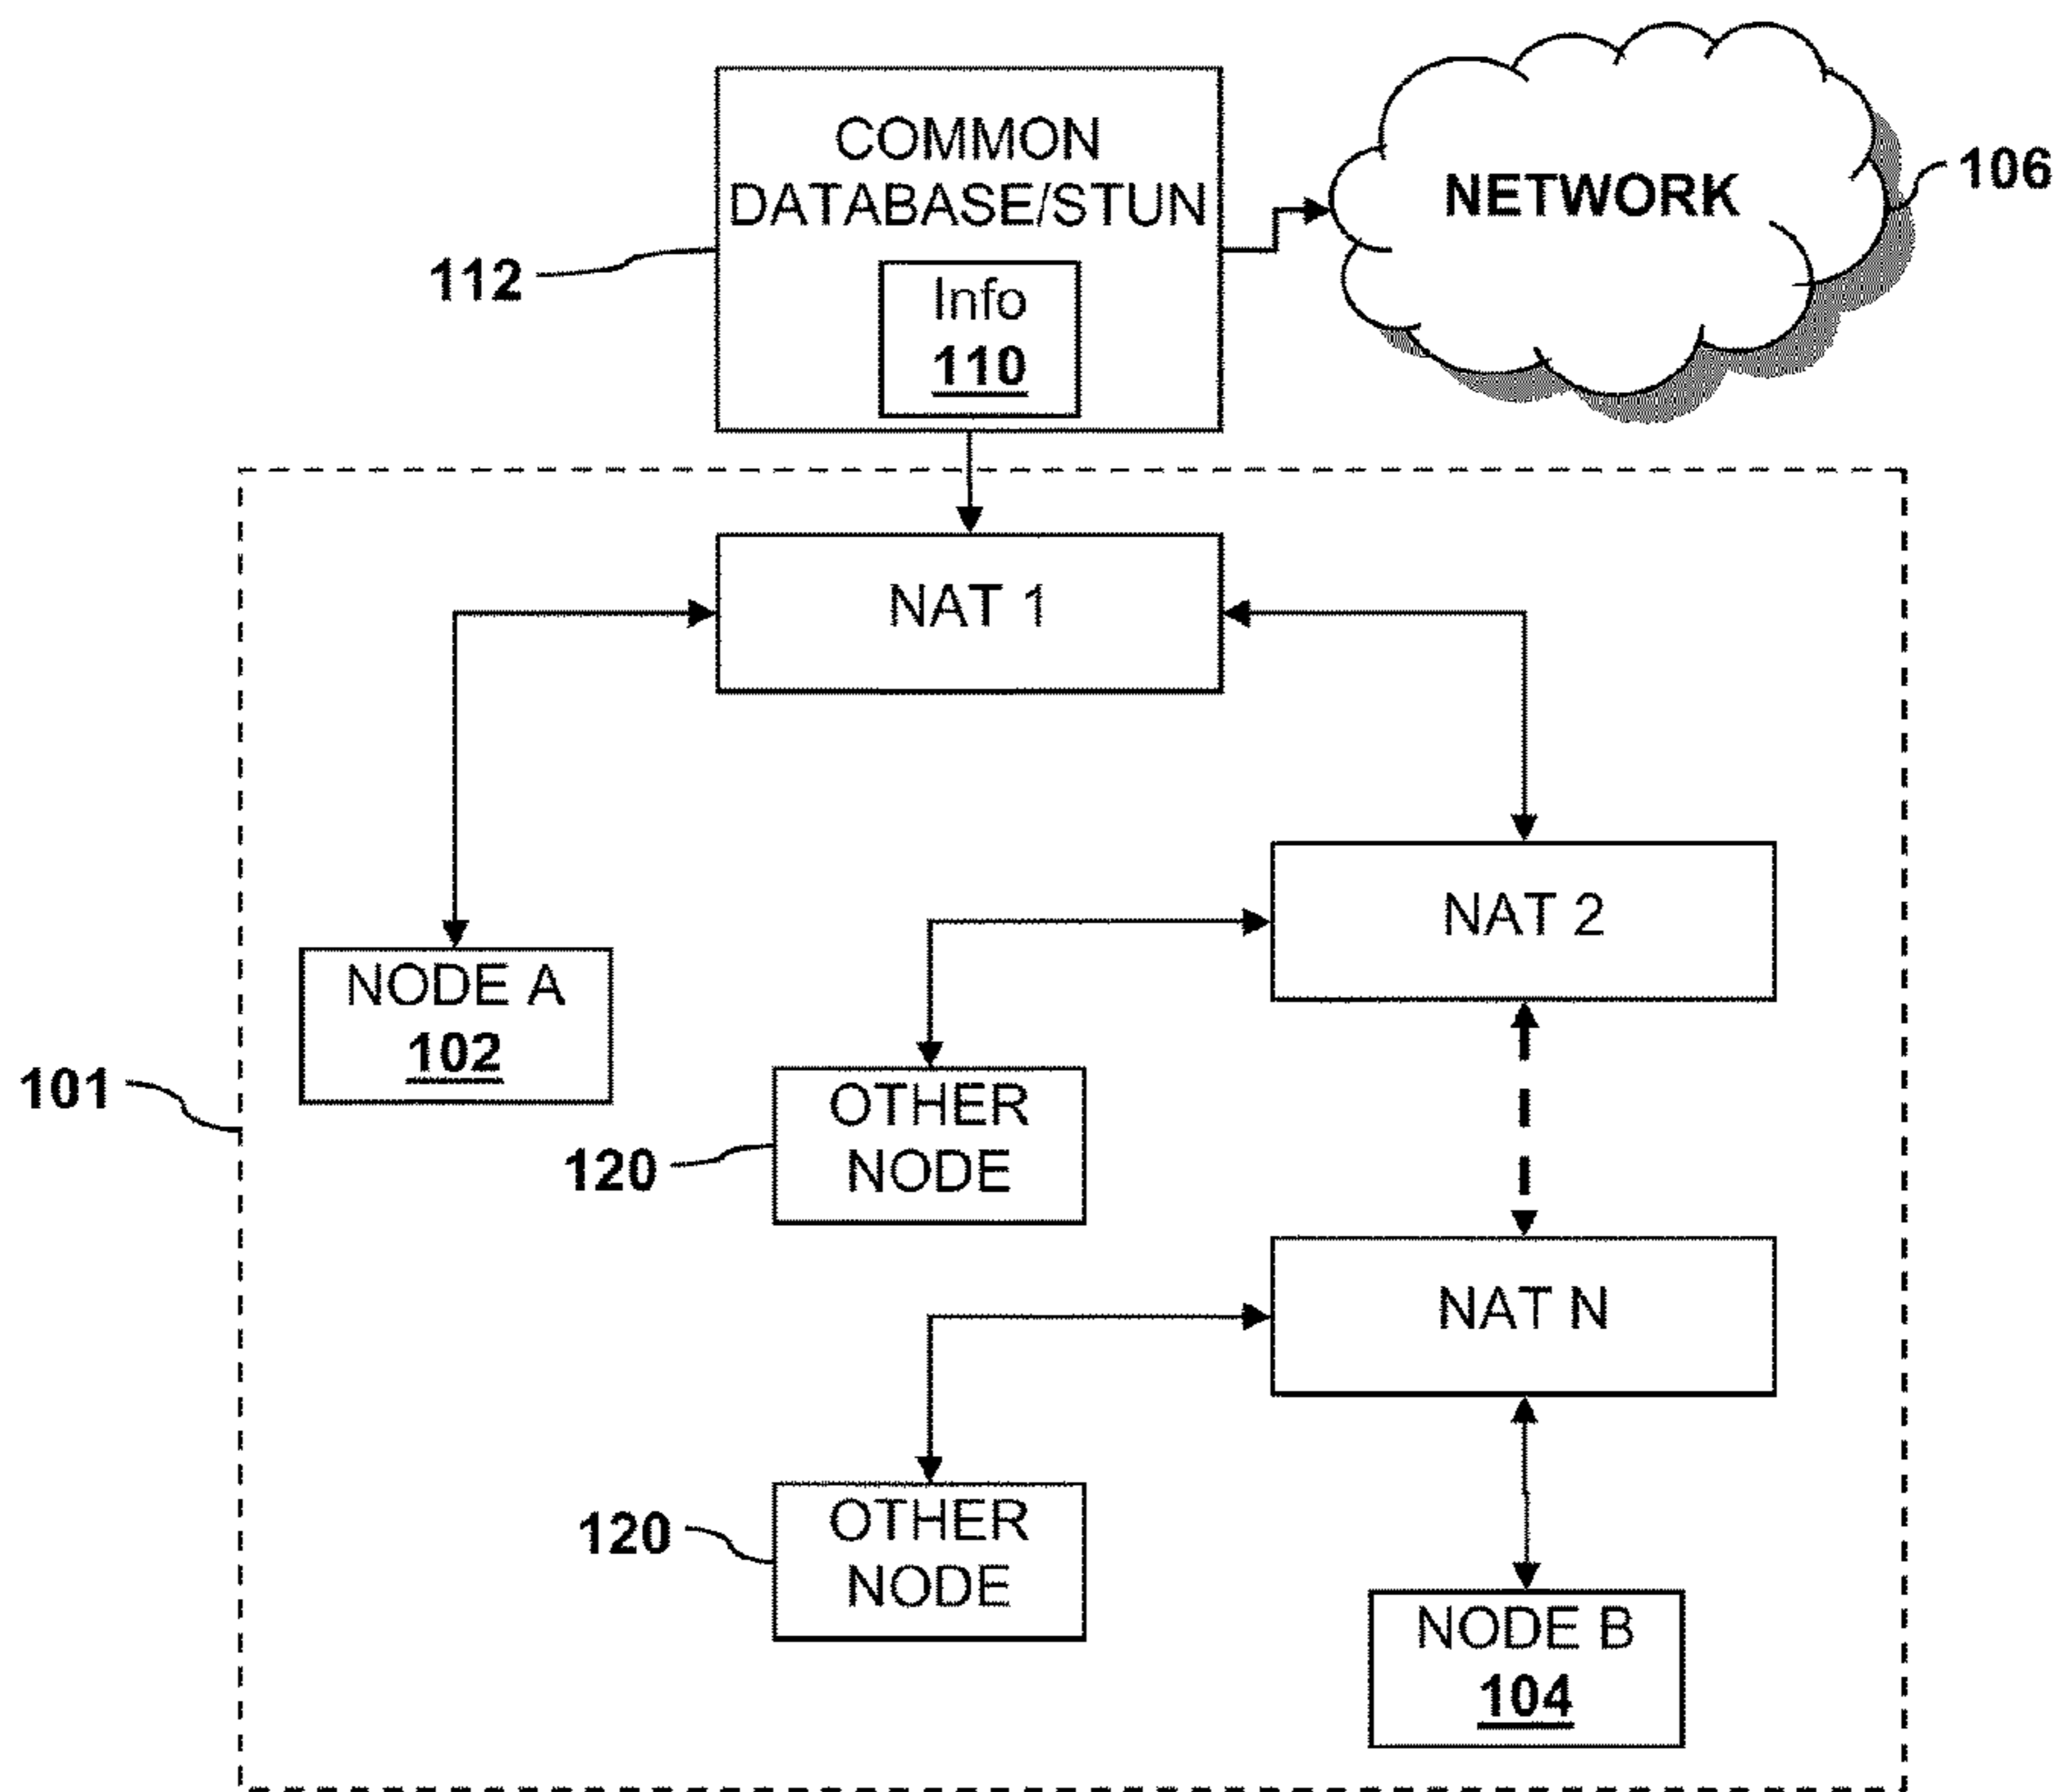 COMMON
DATABASE/STUN
Info
110
112
NETWORK
106
NAT 1
NAT 2
NODE A
102
101
OTHER
NODE
120
NAT N
OTHER
NODE
120
NODE B
104